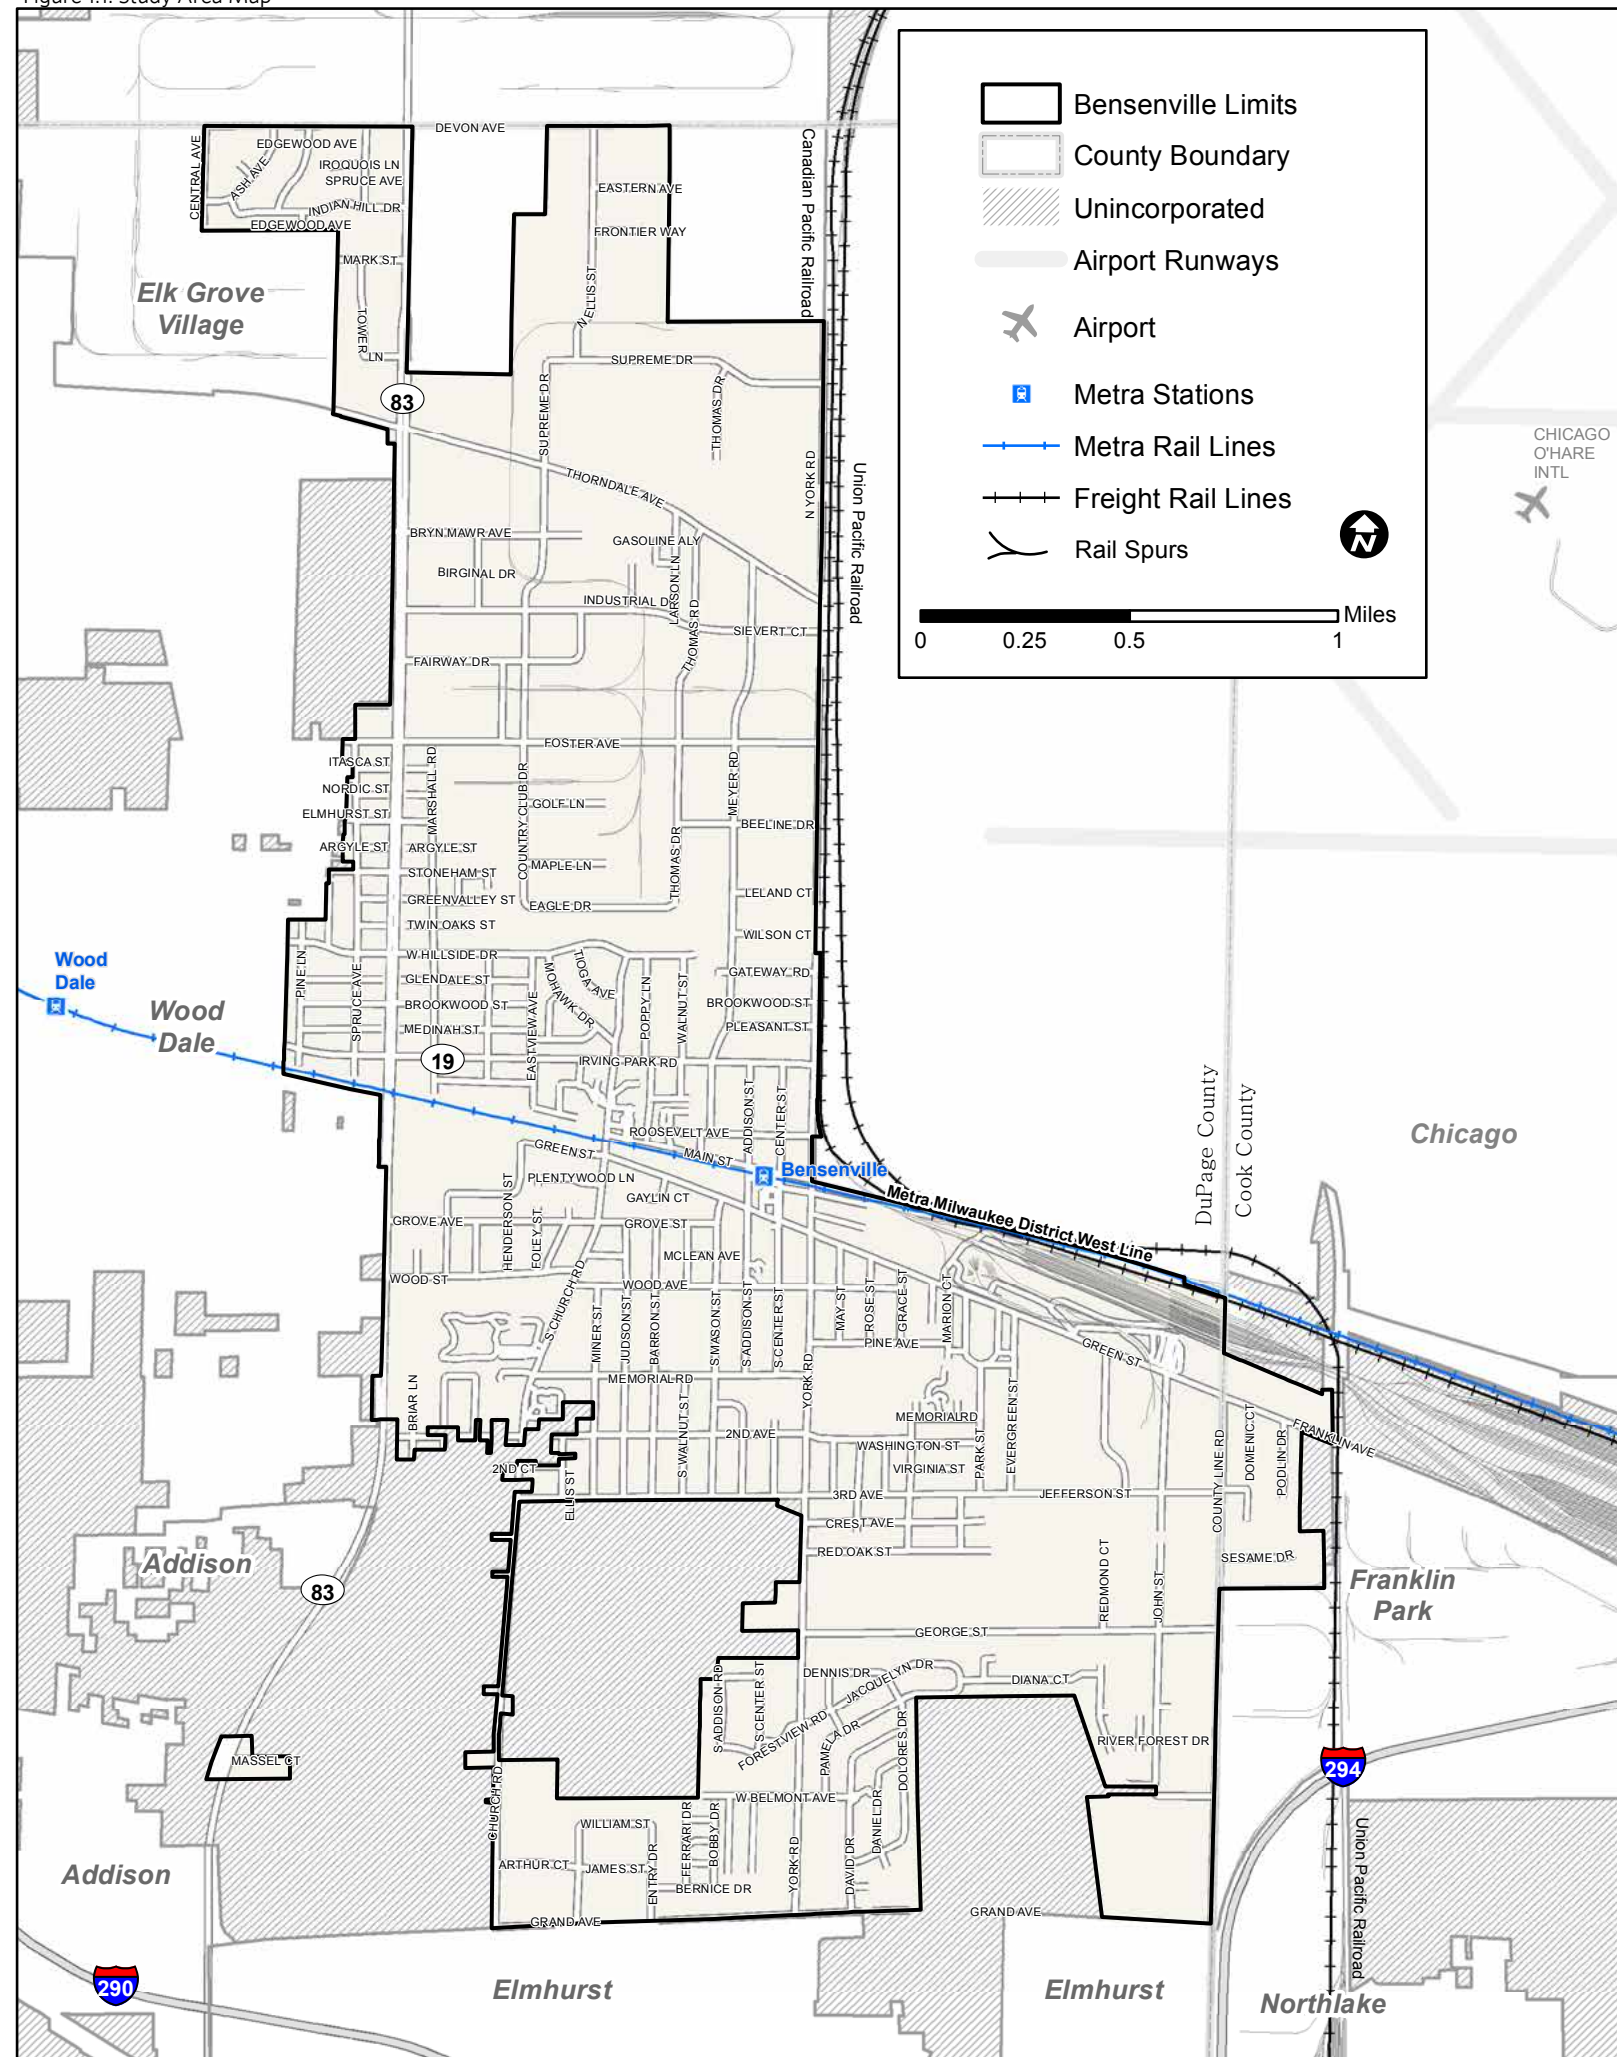 Figure 1.1. Study Area Map
Bensenville Limits
County Boundary
Unincorporated
Airport Runways
Airport
Metra Stations
Metra Rail Lines
Freight Rail Lines
Rail Spurs
N
Miles
0
0.25
0.5
1
DEVON AVE
CENTRAL AVE
EDGEWOOD AVE
ASH AVE
IROQUOIS LN
SPRUCE AVE
INDIAN HILL DR
EDGEWOOD AVE
EASTERN AVE
FRONTIER WAY
Canadian Pacific Railroad
MARK ST
Elk Grove
Village
TOWER
LN
N ELLIS ST
SUPREME DR
83
SUPREME DR
THOMAS DR
CHICAGO
O'HARE
INTL
N YORK RD
Union Pacific Railroad
THORNDALE AVE
BRYN MAWR AVE
GASOLINE ALY
BIRGINAL DR
LARSON LN
INDUSTRIAL D
THOMAS RD
SIEVERT CT
FAIRWAY DR
FOSTER AVE
ITASCA ST
MARSHALL RD
NORDIC ST
COUNTRY CLUB DR
GOLF LN
MEYER RD
ELMHURST ST
BEELINE DR
ARGYLE ST
ARGYLE ST
THOMAS DR
MAPLE LN
STONEHAM ST
GREENVALLEY ST
EAGLE DR
LELAND CT
TWIN OAKS ST
WILSON CT
Wood
Dale
PINE LN
W HILLSIDE DR
TIOGA AVE
SPRUCE AVE
GLENDALE ST
MOHAWK DR
POPPY LN
WALNUT ST
GATEWAY RD
BROOKWOOD ST
EASTVIEW AVE
BROOKWOOD ST
Wood
Dale
MEDINAH ST
PLEASANT ST
19
IRVING PARK RD
ADDISON ST
CENTER ST
ROOSEVELT AVE
GREEN ST
MAIN ST
Bensenville
DuPage County
Cook County
Chicago
PLENTYWOOD LN
GAYLIN CT
HENDERSON ST
FOLEY ST
Metra Milwaukee District West Line
GROVE AVE
GROVE ST
MCLEAN AVE
WOOD ST
WOOD AVE
S CHURCH RD
MINER ST
JUDSON ST
BARRON ST
S MASON ST
S ADDISON ST
S CENTER ST
MAY ST
ROSE ST
GRACE ST
MARION CT
PINE AVE
GREEN ST
MEMORIAL RD
YORK RD
BRIAR LN
S WALNUT ST
MEMORIAL RD
EVERGREEN ST
2ND AVE
WASHINGTON ST
PARK ST
DOMENIC CT
PODLIN DR
FRANKLIN AVE
2ND CT
VIRGINIA ST
COUNTY LINE RD
ELLIS ST
3RD AVE
JEFFERSON ST
CREST AVE
RED OAK ST
SESAME DR
Addison
83
REDMOND CT
JOHN ST
Franklin
Park
GEORGE ST
S ADDISON RD
S CENTER ST
DENNIS DR
JACQUELYN DR
DIANA CT
FOREST VIEW RD
PAMELA DR
DOLORES DR
RIVER FOREST DR
MASSEL CT
294
CHURCH RD
W BELMONT AVE
WILLIAM ST
FERRARI DR
BOBBY DR
DANIEL DR
ARTHUR CT
JAMES ST
ENTRY DR
YORK RD
DAVID DR
Union Pacific Railroad
Addison
BERNICE DR
GRAND AVE
GRAND AVE
290
Elmhurst
Elmhurst
Northlake